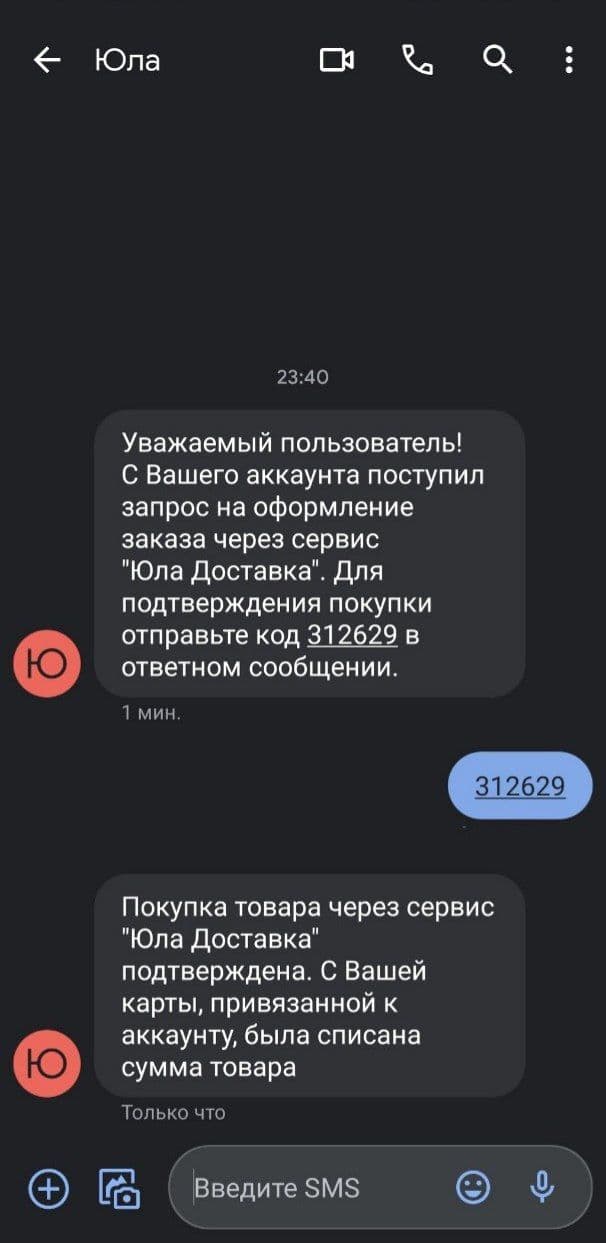 Юла
23:40
Уважаемый пользователь!
С Вашего аккаунта поступил
запрос на оформление
заказа через сервис
"Юла Доставка". Для
подтверждения покупки
отправьте код 312629 в
ответном сообщении.
Ю
1 мин.
312629
Покупка товара через сервис
"Юла Доставка"
подтверждена. С Вашей
карты, привязанной к
аккаунту, была списана
сумма товара
Ю
Только что
Введите SMS